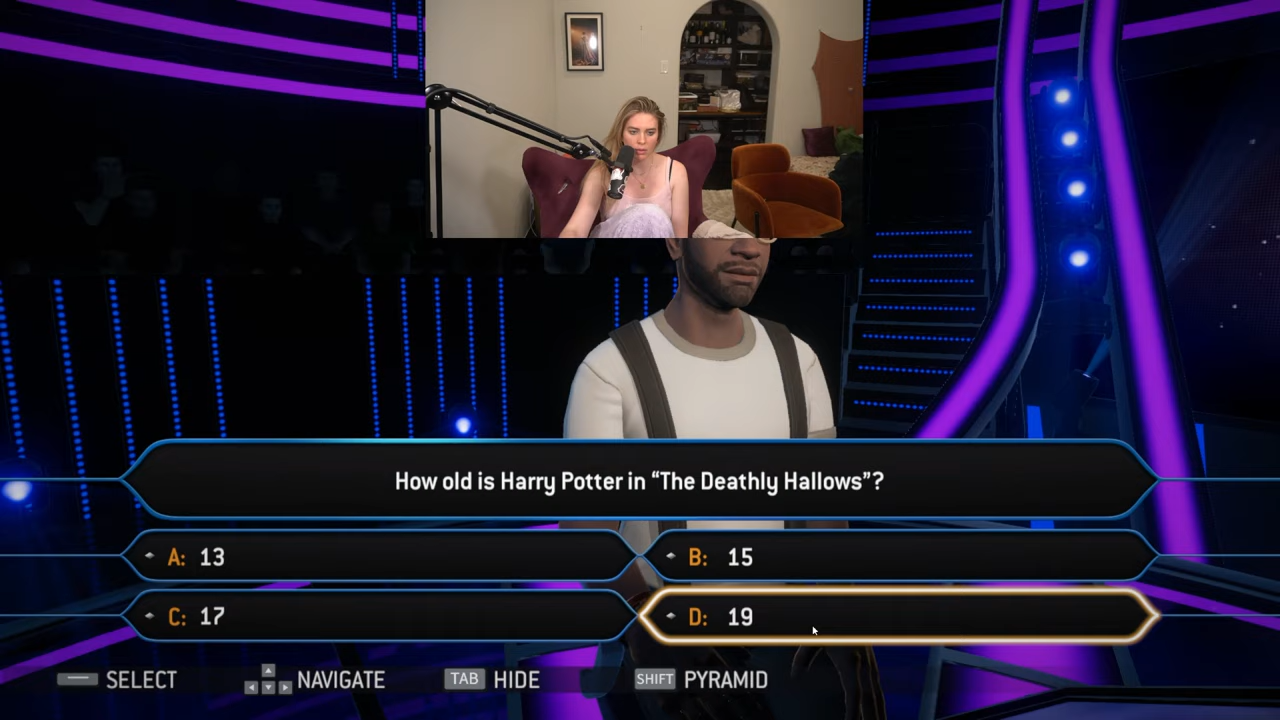 How old is Harry Potter in “The Deathly Hallows”?
A: 13
B: 15
C: 17
D: 19
SELECT
NAVIGATE
TAB HIDE
SHIFT PYRAMID